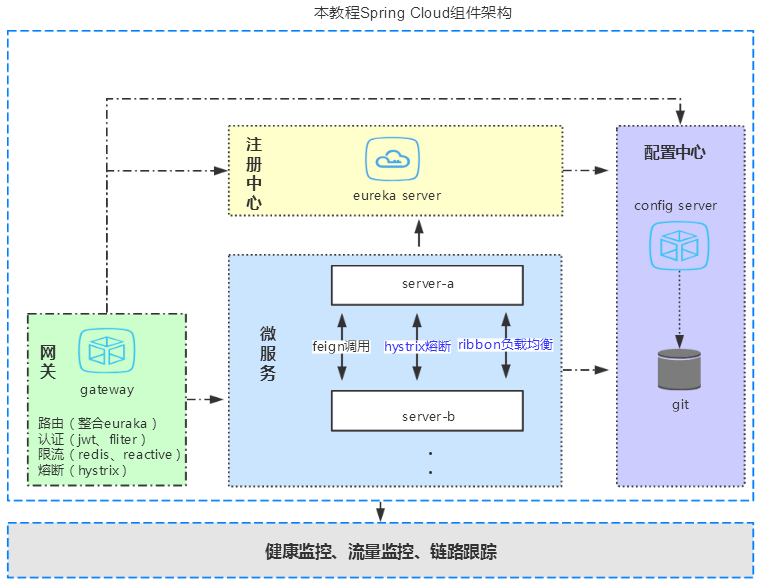 本教程Spring Cloud组件架构
注册中心
eureka server
配置中心
config server
git
微服务
server-a
feign调用
hystrix熔断
ribbon负载均衡
server-b
网关
gateway
路由（整合euraka）
认证（jwt、fliter）
限流（redis、reactive）
熔断（hystrix）
健康监控、流量监控、链路跟踪